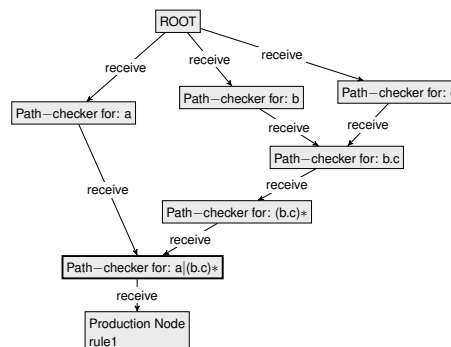 ROOT
receive
receive
receive
Path−checker for: a
Path−checker for: b
Path−checker for:
receive
receive
Path−checker for: b.c
receive
receive
Path−checker for: (b.c)∗
receive
Path−checker for: a|(b.c)∗
receive
Production Node
rule1